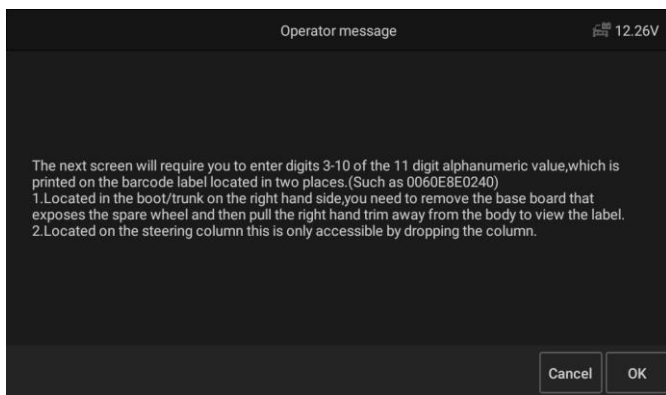 Operator message
12.26V
The next screen will require you to enter digits 3-10 of the 11 digit alphanumeric value,which is
printed on the barcode label located in two places.(Such as 0060E8E0240)
1.Located in the boot/trunk on the right hand side,you need to remove the base board that
exposes the spare wheel and then pull the right hand trim away from the body to view the label.
2.Located on the steering column this is only accessible by dropping the column.
Cancel
OK